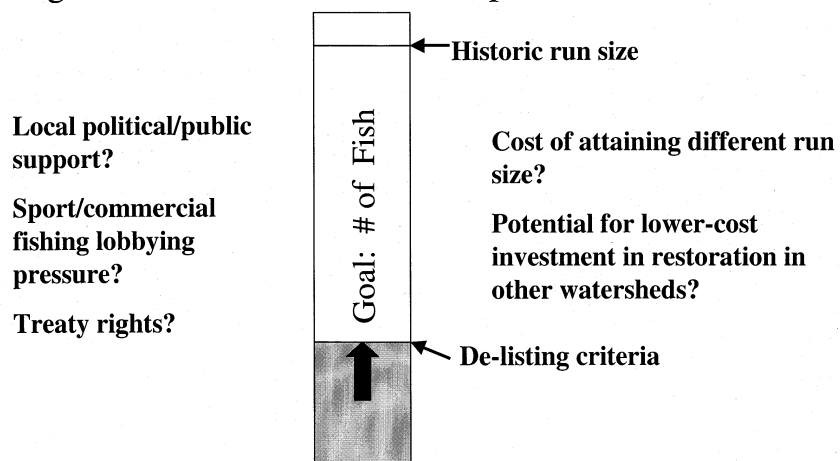 Historic run size
Local political/public
support?
Sport/commercial
fishing lobbying
pressure?
Treaty rights?
Goal: # of Fish
Cost of attaining different run
size?
Potential for lower-cost
investment in restoration in
other watersheds?
De-listing criteria